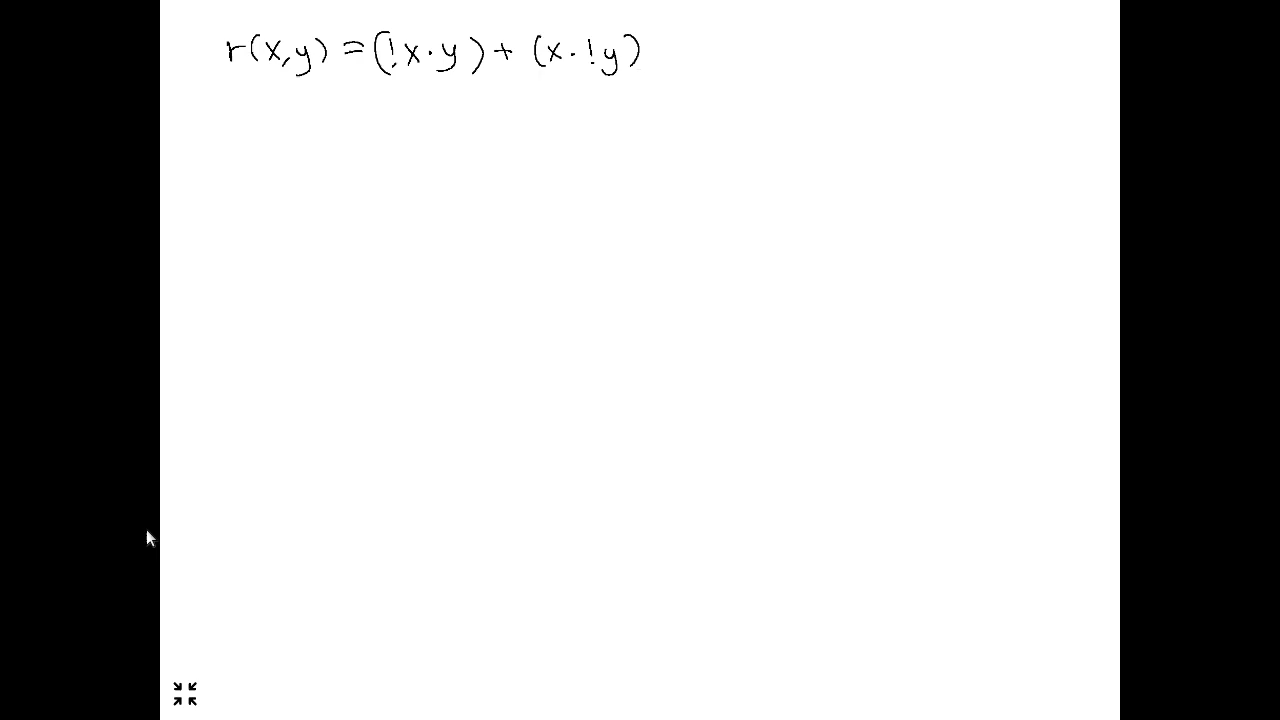 r(x,y) = (!x·y) + (x·!y)